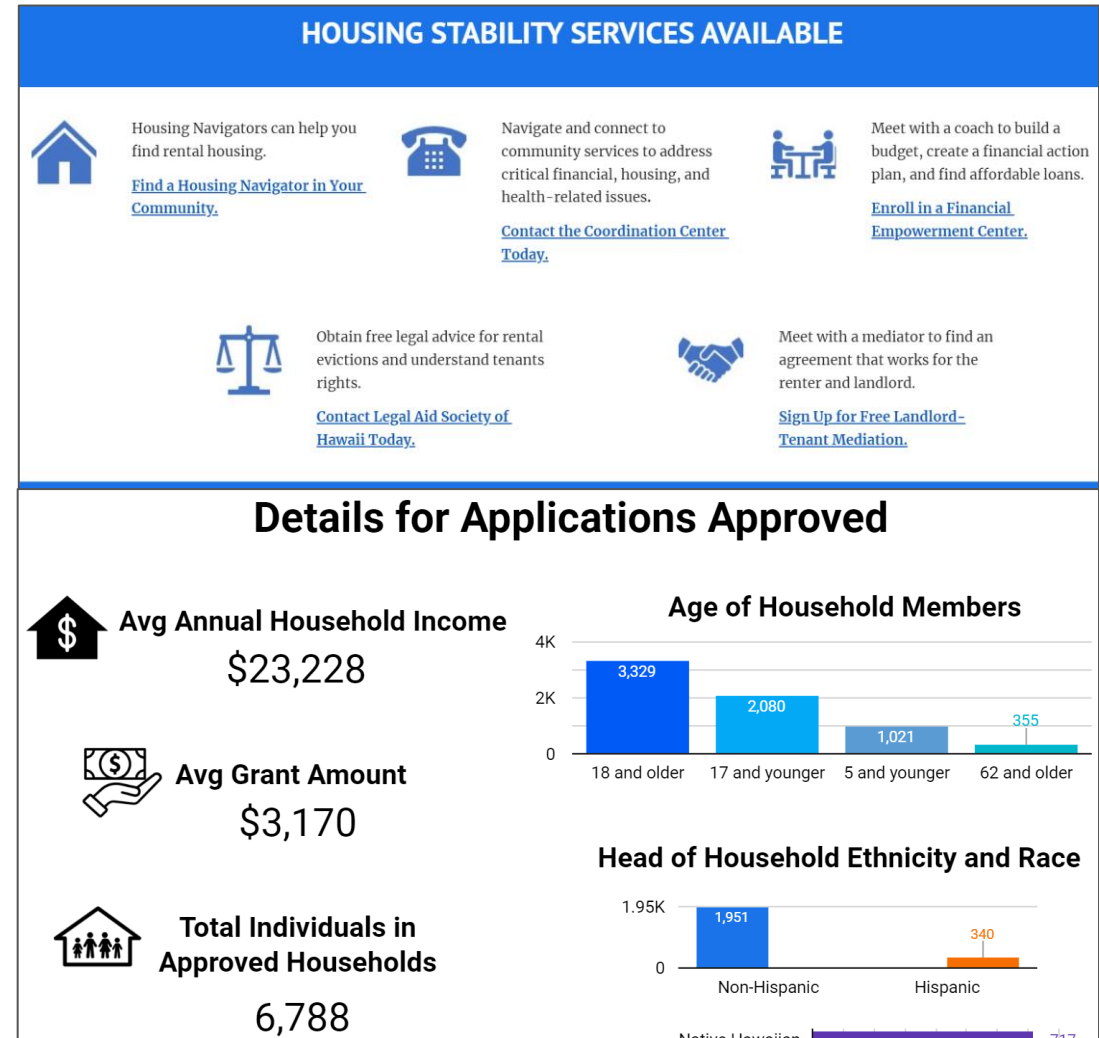 HOUSING STABILITY SERVICES AVAILABLE
Housing Navigators can help you
find rental housing.
Find a Housing Navigator in Your
Community.
Navigate and connect to
community services to address
critical financial, housing, and
health-related issues.
Contact the Coordination Center
Today.
Meet with a coach to build a
budget, create a financial action
plan, and find affordable loans.
Enroll in a Financial
Empowerment Center.
Obtain free legal advice for rental
evictions and understand tenants
rights.
Contact Legal Aid Society of
Hawaii Today.
Meet with a mediator to find an
agreement that works for the
renter and landlord.
Sign Up for Free Landlord-
Tenant Mediation.
Details for Applications Approved
$
Avg Annual Household Income
$23,228
$
Avg Grant Amount
$3,170
Total Individuals in
Approved Households
6,788
Age of Household Members
4K
2K
0
3,329
2,080
1,021
355
18 and older
17 and younger
5 and younger
62 and older
Head of Household Ethnicity and Race
1.95K
0
1,951
340
Non-Hispanic
Hispanic
Native Hawaiian
717